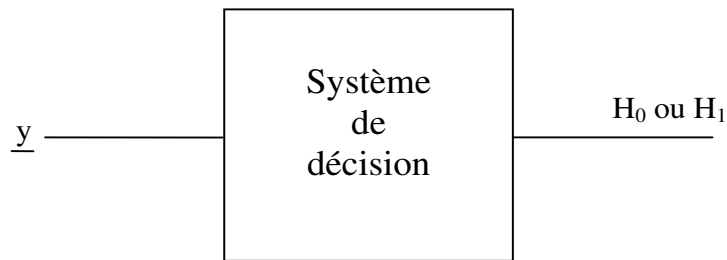 y
Système
de
décision
H₀ ou H₁